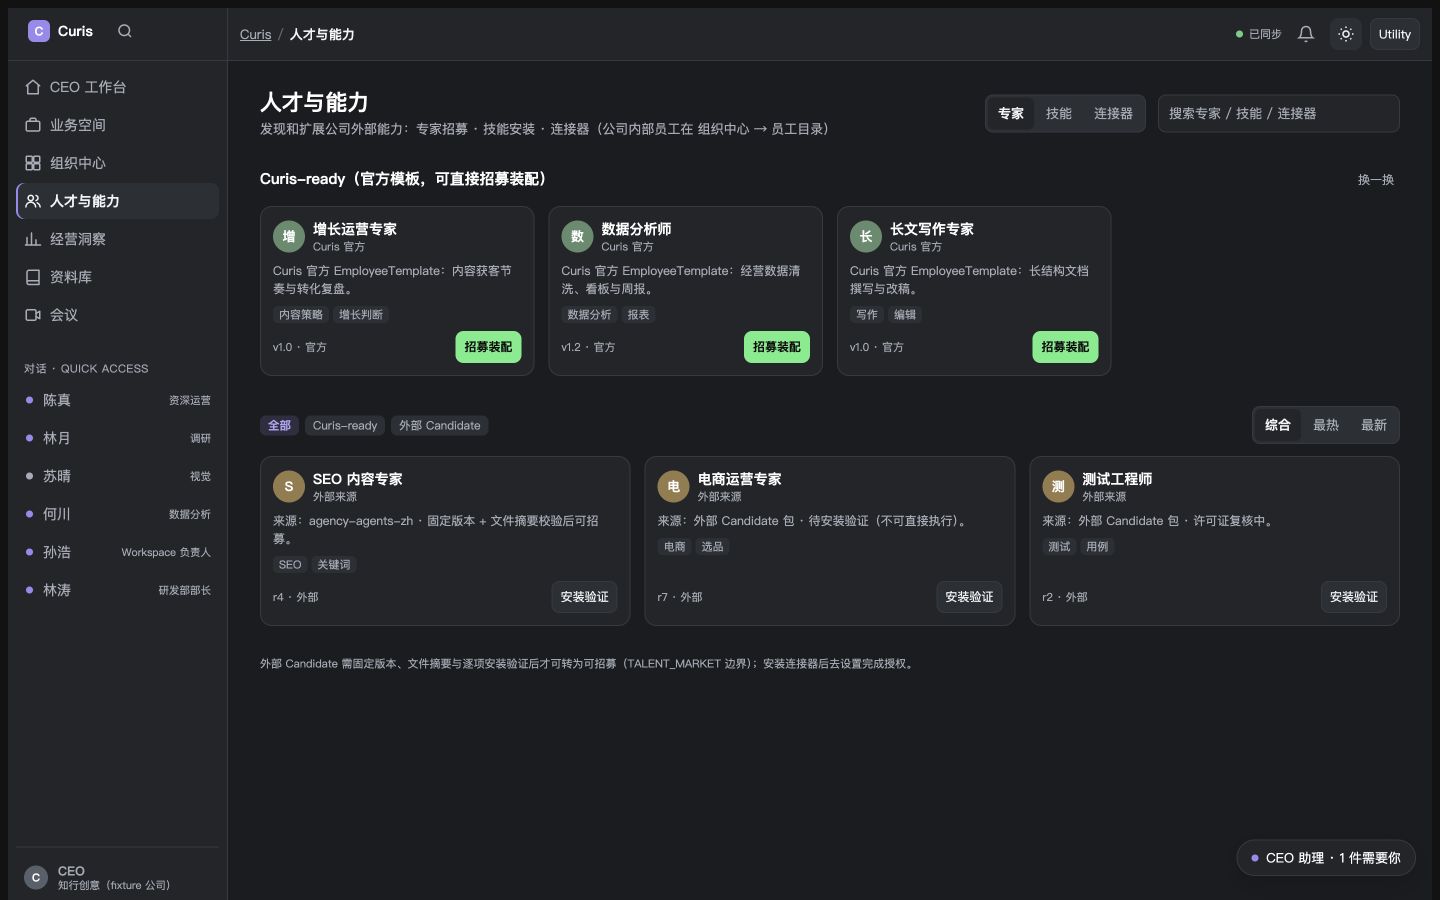 C Curis
CEO 工作台
业务空间
组织中心
人才与能力
经营洞察
资料库
会议
对话 · QUICK ACCESS
陈真 资深运营
林月 调研
苏晴 视觉
何川 数据分析
孙浩 Workspace 负责人
林涛 研发部部长
C CEO
知行创意（fixture 公司）
Curis / 人才与能力
已同步
Utility
人才与能力
发现和扩展公司外部能力：专家招募 · 技能安装 · 连接器（公司内部员工在 组织中心 → 员工目录）
专家 技能 连接器
搜索专家 / 技能 / 连接器
Curis-ready（官方模板，可直接招募装配）
换一换
增 增长运营专家
Curis 官方
Curis 官方 EmployeeTemplate：内容获客节
奏与转化复盘。
内容策略 增长判断
v1.0 · 官方 招募装配
数 数据分析师
Curis 官方
Curis 官方 EmployeeTemplate：经营数据清
洗、看板与周报。
数据分析 报表
v1.2 · 官方 招募装配
长 长文写作专家
Curis 官方
Curis 官方 EmployeeTemplate：长结构文档
撰写与改稿。
写作 编辑
v1.0 · 官方 招募装配
全部 Curis-ready 外部 Candidate
综合 最热 最新
S SEO 内容专家
外部来源
来源：agency-agents-zh · 固定版本 + 文件摘要校验后可招
募。
SEO 关键词
r4 · 外部 安装验证
电 电商运营专家
外部来源
来源：外部 Candidate 包 · 待安装验证（不可直接执行）。
电商 选品
r7 · 外部 安装验证
测 测试工程师
外部来源
来源：外部 Candidate 包 · 许可证复核中。
测试 用例
r2 · 外部 安装验证
外部 Candidate 需固定版本、文件摘要与逐项安装验证后才可转为可招募（TALENT_MARKET 边界）；安装连接器后去设置完成授权。
CEO 助理 · 1 件需要你